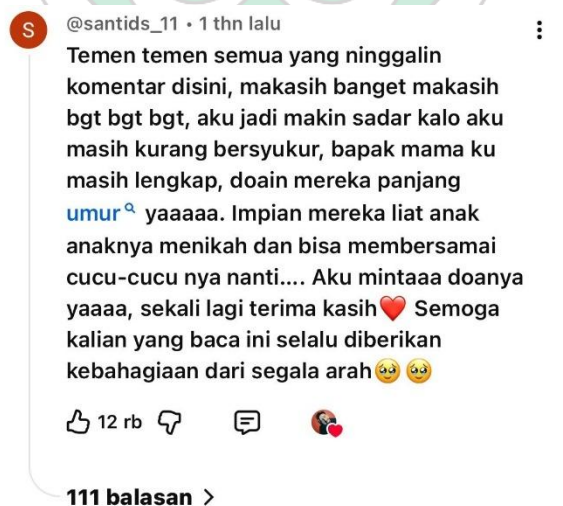 S
@santids_11 • 1 thn lalu
Temen temen semua yang ninggalin
komentar disini, makasih banget makasih
bgt bgt bgt, aku jadi makin sadar kalo aku
masih kurang bersyukur, bapak mama ku
masih lengkap, doain mereka panjang
umur yaaaaa. Impian mereka liat anak
anaknya menikah dan bisa membersamai
cucu-cucu nya nanti.... Aku mintaaa doanya
yaaaa, sekali lagi terima kasih❤️ Semoga
kalian yang baca ini selalu diberikan
kebahagiaan dari segala arah🥹 🥹
12 rb
111 balasan >